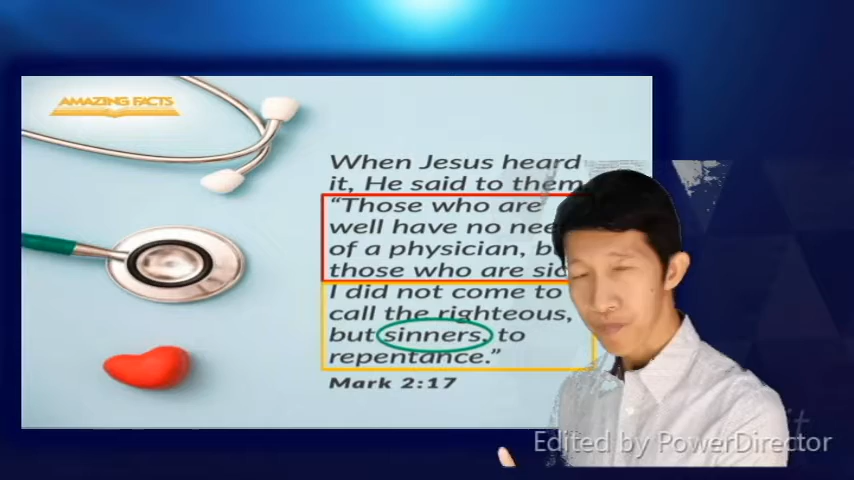 AMAZING FACTS
When Jesus heard
it, He said to them
“Those who are
well have no nee
of a physician, b
those who are sic
I did not come to
call the righteous,
but sinners, to
repentance.”
Mark 2:17
Edited by PowerDirector